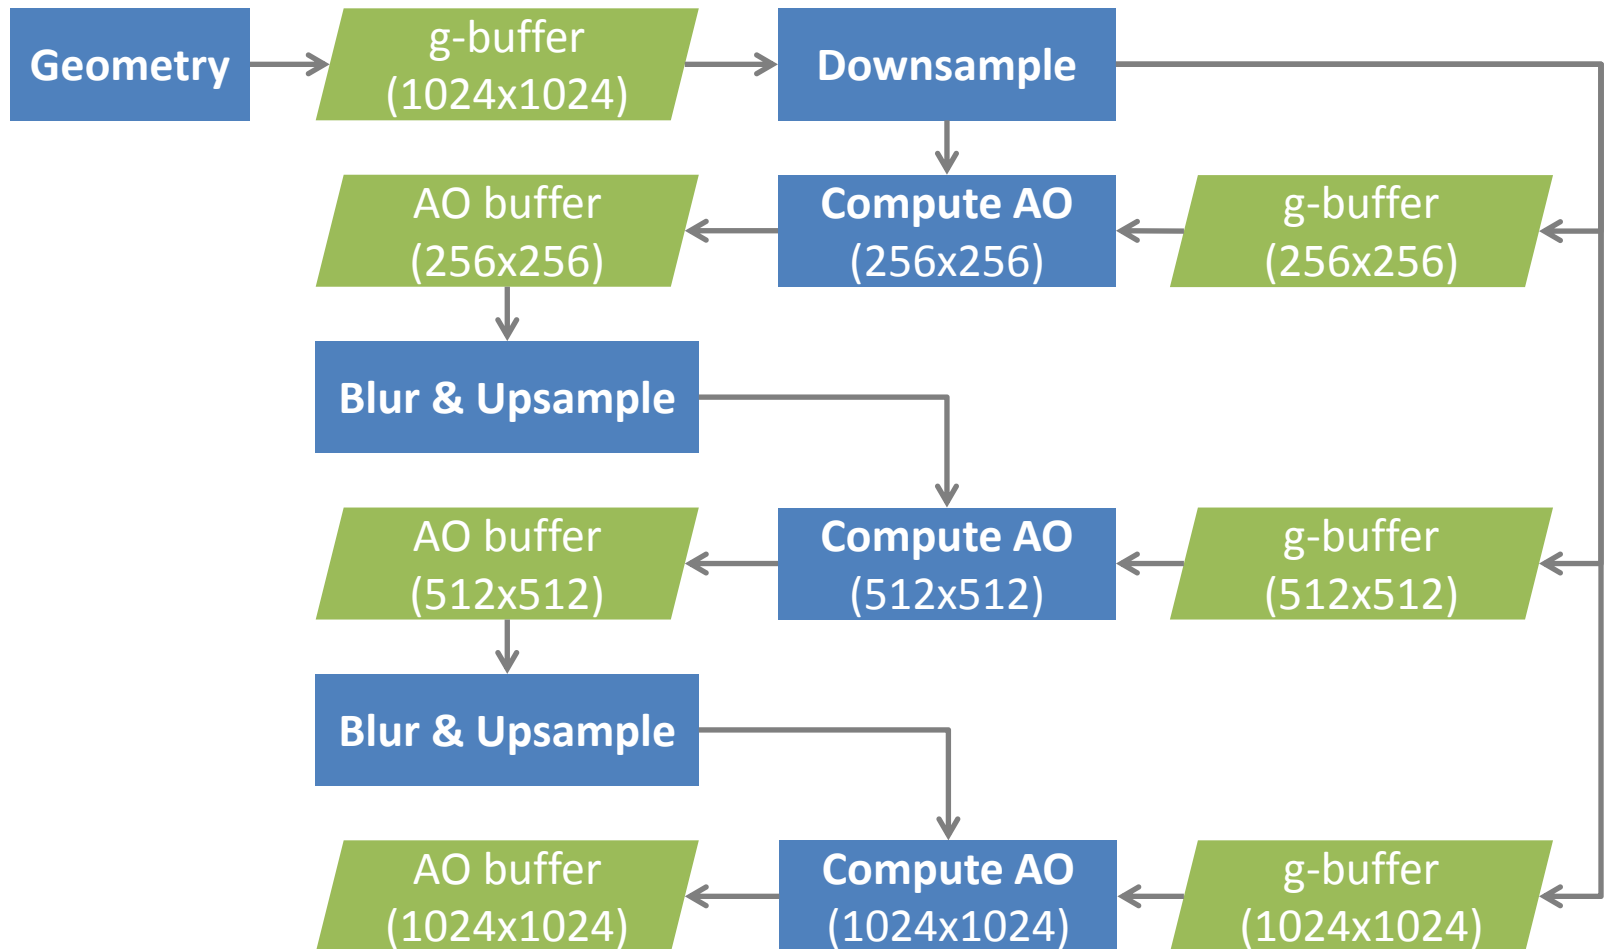 Geometry
g-buffer
(1024x1024)
Downsample
AO buffer
(256x256)
Compute AO
(256x256)
g-buffer
(256x256)
Blur & Upsample
AO buffer
(512x512)
Compute AO
(512x512)
g-buffer
(512x512)
Blur & Upsample
AO buffer
(1024x1024)
Compute AO
(1024x1024)
g-buffer
(1024x1024)